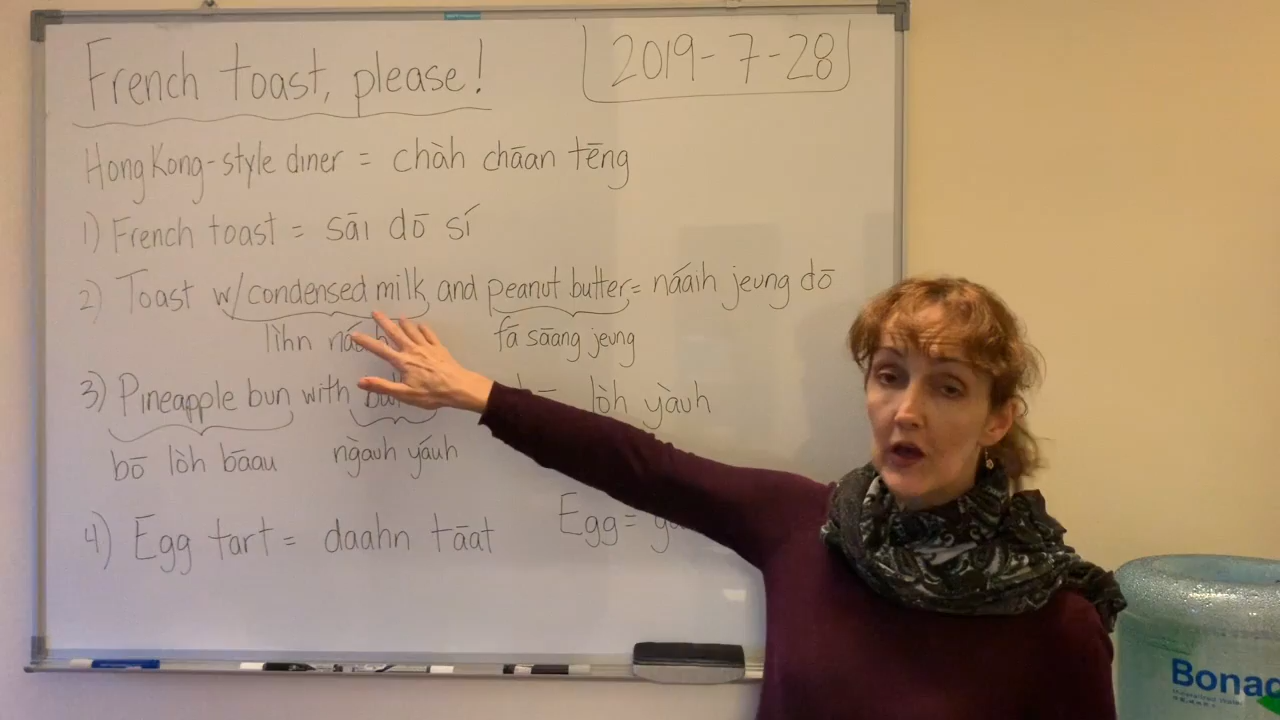 French toast, please!
2019-7-28
Hong Kong-style diner = chàh chāan tēng
1) French toast = sāi dō sí
2) Toast w/condensed milk and peanut butter = náaih jeung dō
lìhn
fā sāang jeung
3) Pineapple bun with lòh yàuh
bō lòh bāau ngàuh yáuh
4) Egg tart = daahn tāat
Egg =